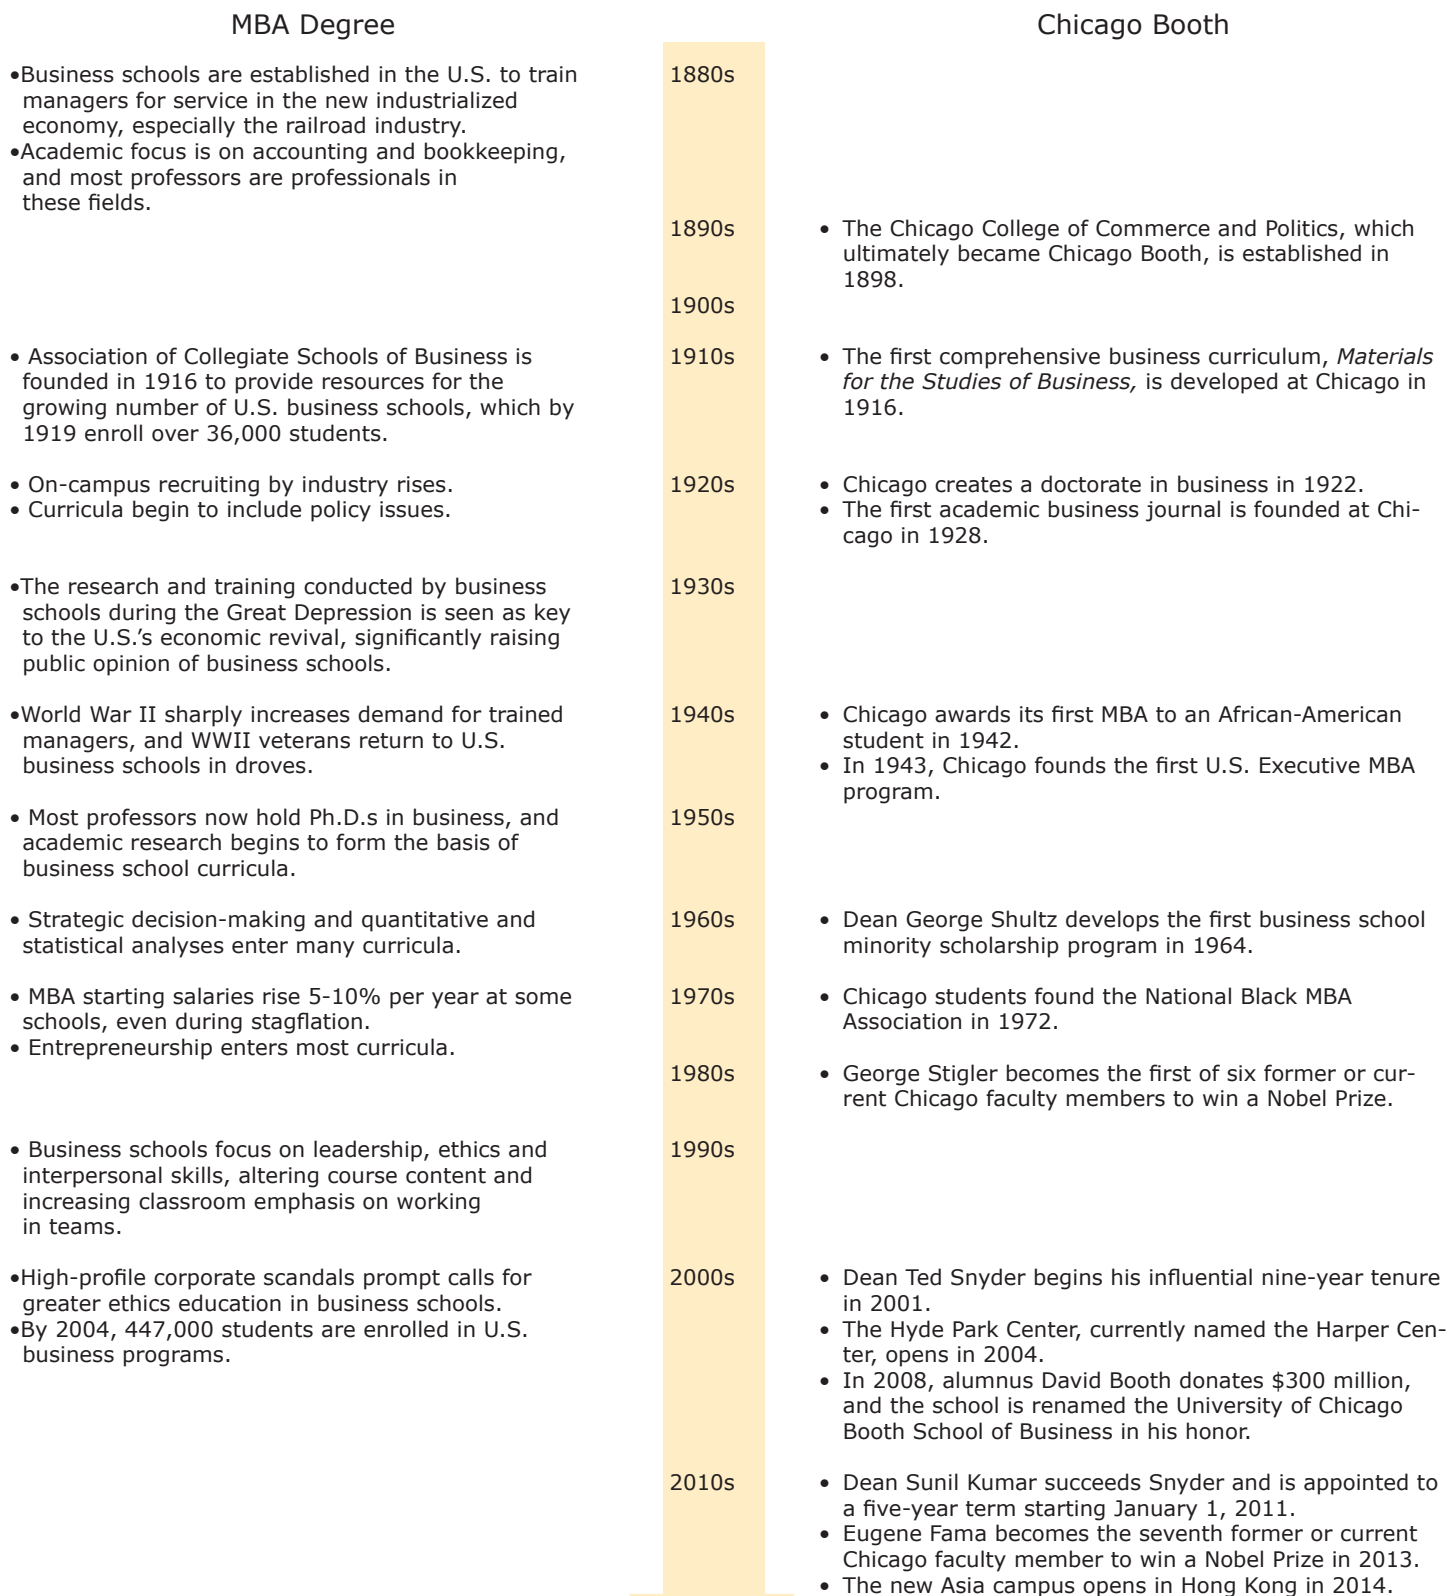 MBA Degree
Chicago Booth
•Business schools are established in the U.S. to train
managers for service in the new industrialized
economy, especially the railroad industry.
•Academic focus is on accounting and bookkeeping,
and most professors are professionals in
these fields.
1880s
1890s
• The Chicago College of Commerce and Politics, which
ultimately became Chicago Booth, is established in
1898.
1900s
• Association of Collegiate Schools of Business is
founded in 1916 to provide resources for the
growing number of U.S. business schools, which by
1919 enroll over 36,000 students.
1910s
• The first comprehensive business curriculum, Materials
for the Studies of Business, is developed at Chicago in
1916.
• On-campus recruiting by industry rises.
• Curricula begin to include policy issues.
1920s
• Chicago creates a doctorate in business in 1922.
• The first academic business journal is founded at Chi-
cago in 1928.
•The research and training conducted by business
schools during the Great Depression is seen as key
to the U.S.’s economic revival, significantly raising
public opinion of business schools.
1930s
•World War II sharply increases demand for trained
managers, and WWII veterans return to U.S.
business schools in droves.
1940s
• Chicago awards its first MBA to an African-American
student in 1942.
• In 1943, Chicago founds the first U.S. Executive MBA
program.
• Most professors now hold Ph.D.s in business, and
academic research begins to form the basis of
business school curricula.
1950s
• Strategic decision-making and quantitative and
statistical analyses enter many curricula.
1960s
• Dean George Shultz develops the first business school
minority scholarship program in 1964.
• MBA starting salaries rise 5-10% per year at some
schools, even during stagflation.
• Entrepreneurship enters most curricula.
1970s
• Chicago students found the National Black MBA
Association in 1972.
1980s
• George Stigler becomes the first of six former or cur-
rent Chicago faculty members to win a Nobel Prize.
• Business schools focus on leadership, ethics and
interpersonal skills, altering course content and
increasing classroom emphasis on working
in teams.
1990s
•High-profile corporate scandals prompt calls for
greater ethics education in business schools.
•By 2004, 447,000 students are enrolled in U.S.
business programs.
2000s
• Dean Ted Snyder begins his influential nine-year tenure
in 2001.
• The Hyde Park Center, currently named the Harper Cen-
ter, opens in 2004.
• In 2008, alumnus David Booth donates $300 million,
and the school is renamed the University of Chicago
Booth School of Business in his honor.
2010s
• Dean Sunil Kumar succeeds Snyder and is appointed to
a five-year term starting January 1, 2011.
• Eugene Fama becomes the seventh former or current
Chicago faculty member to win a Nobel Prize in 2013.
• The new Asia campus opens in Hong Kong in 2014.